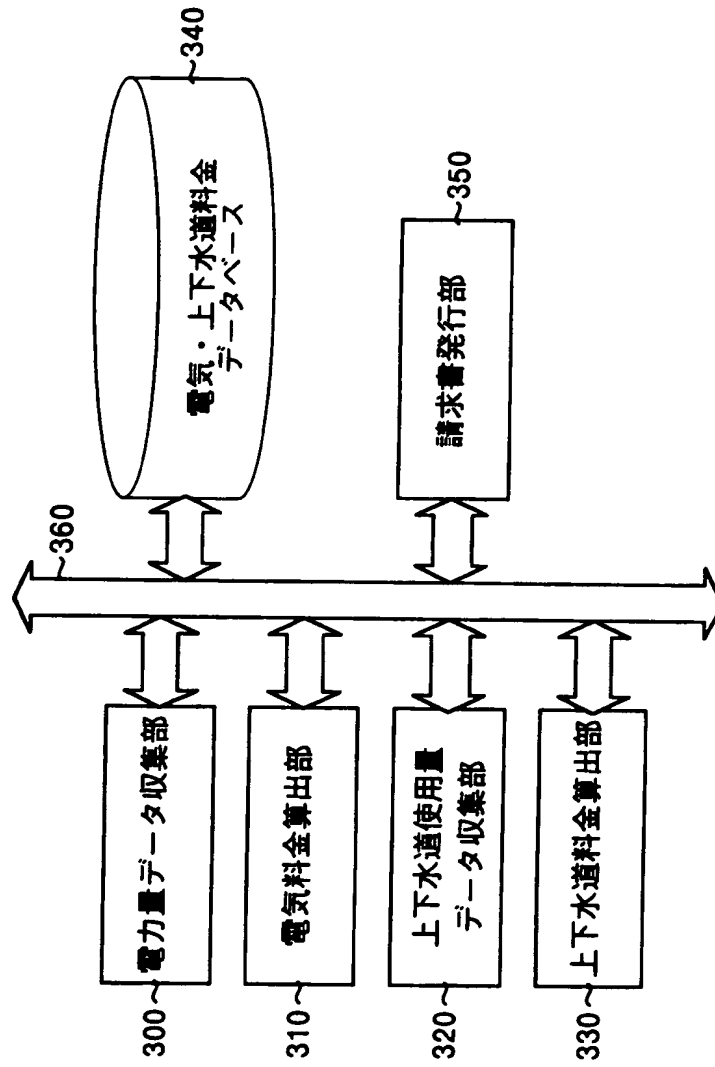 300
電力量データ収集部
310
電気料金算出部
320
上下水道使用量
データ収集部
330
上下水道料金算出部
360
340
電気・上下水道料金
データベース
350
請求書発行部